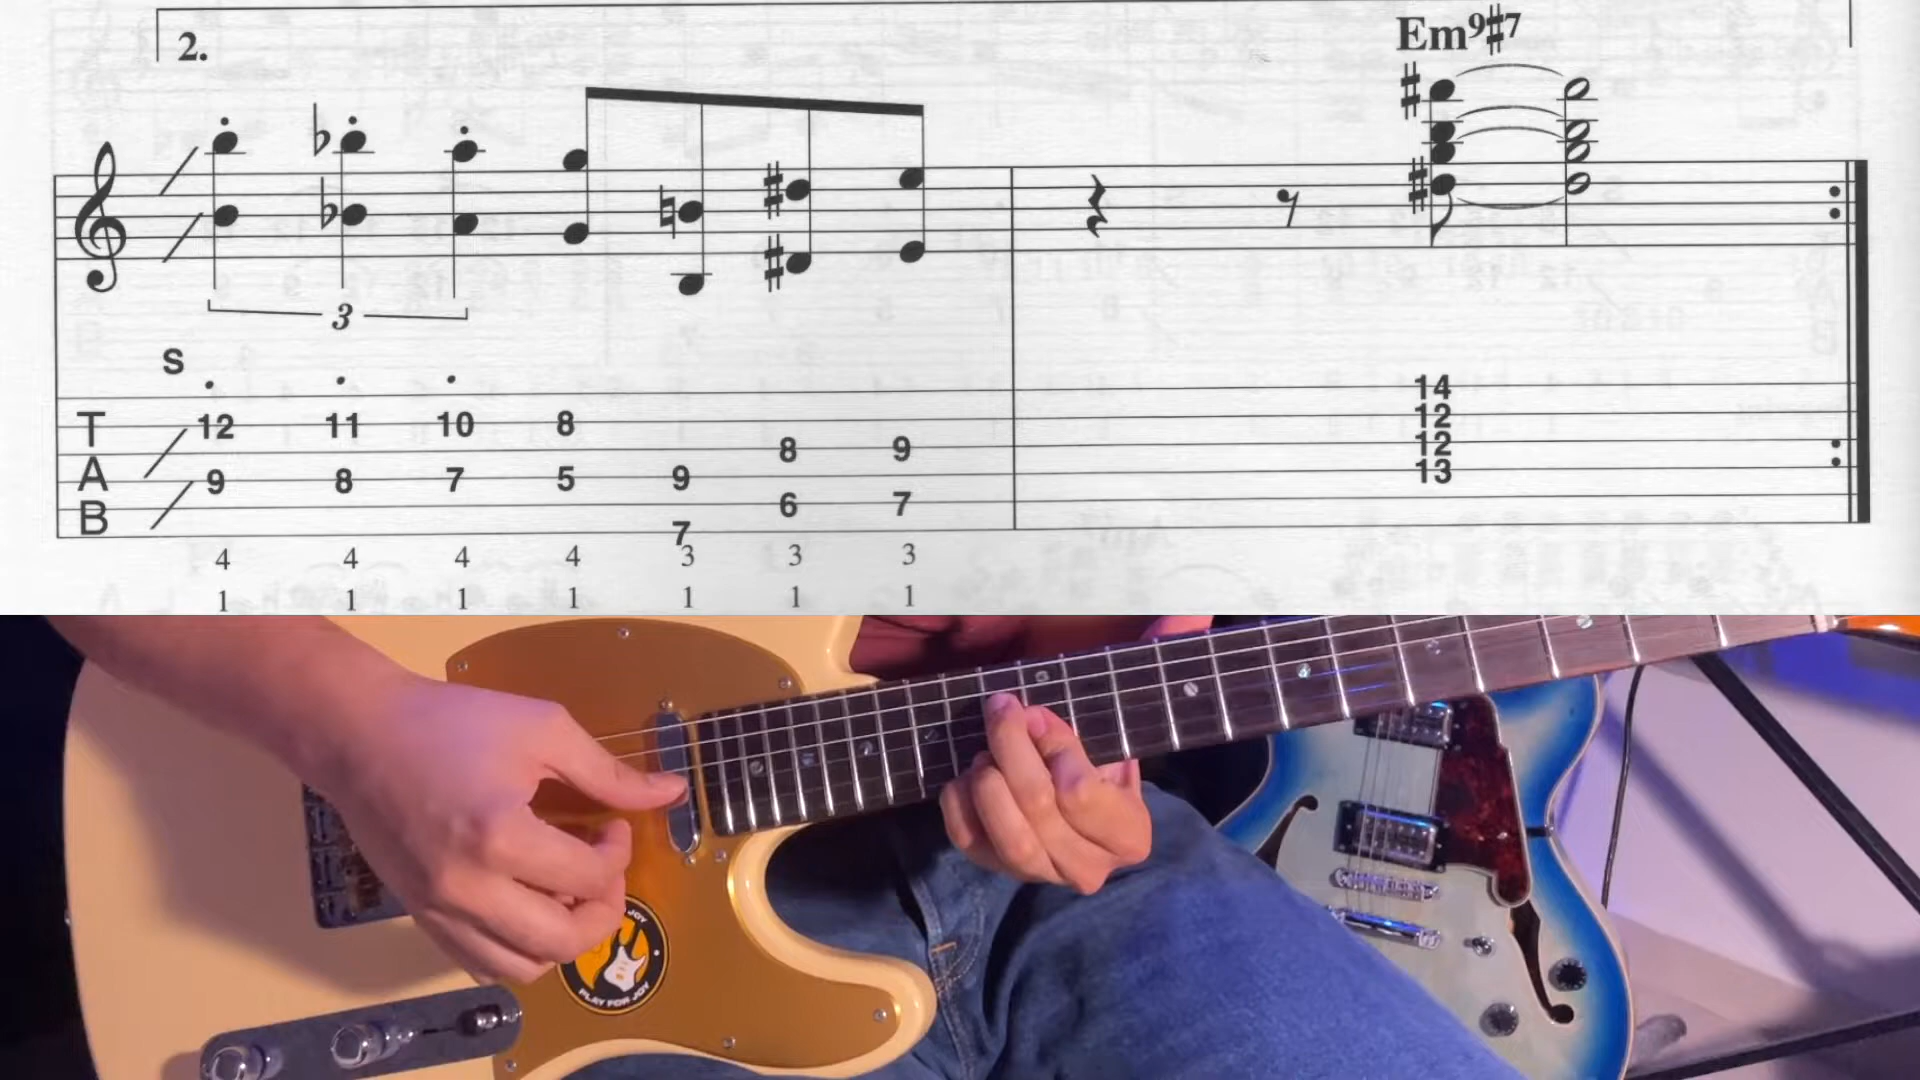 2.
Em9♯7
3
S
14
T 12 11 10 8 12
8 9 12
A 9 8 7 5 9 13
B 6 7
7
4 4 4 4 3 3 3
1 1 1 1 1 1 1
JOY
PLAY FOR JOY